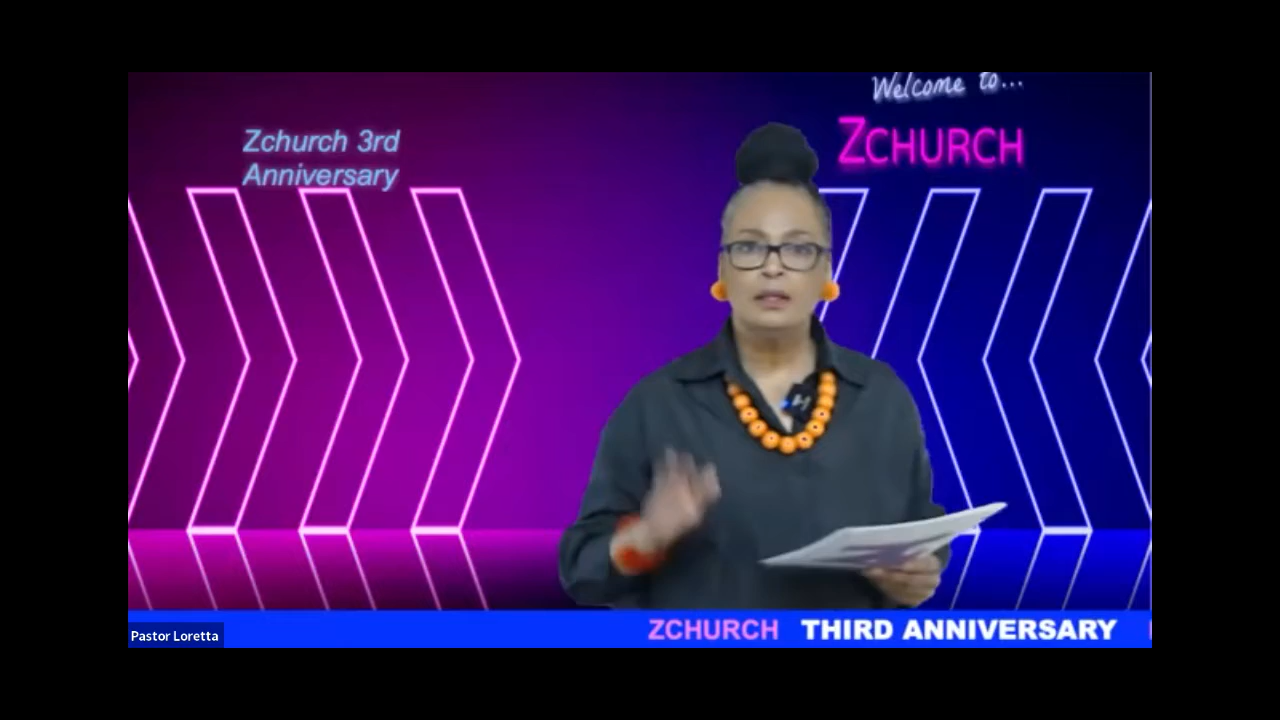 Welcome to...
ZCHURCH
Zchurch 3rd
Anniversary
Pastor Loretta
ZCHURCH THIRD ANNIVERSARY